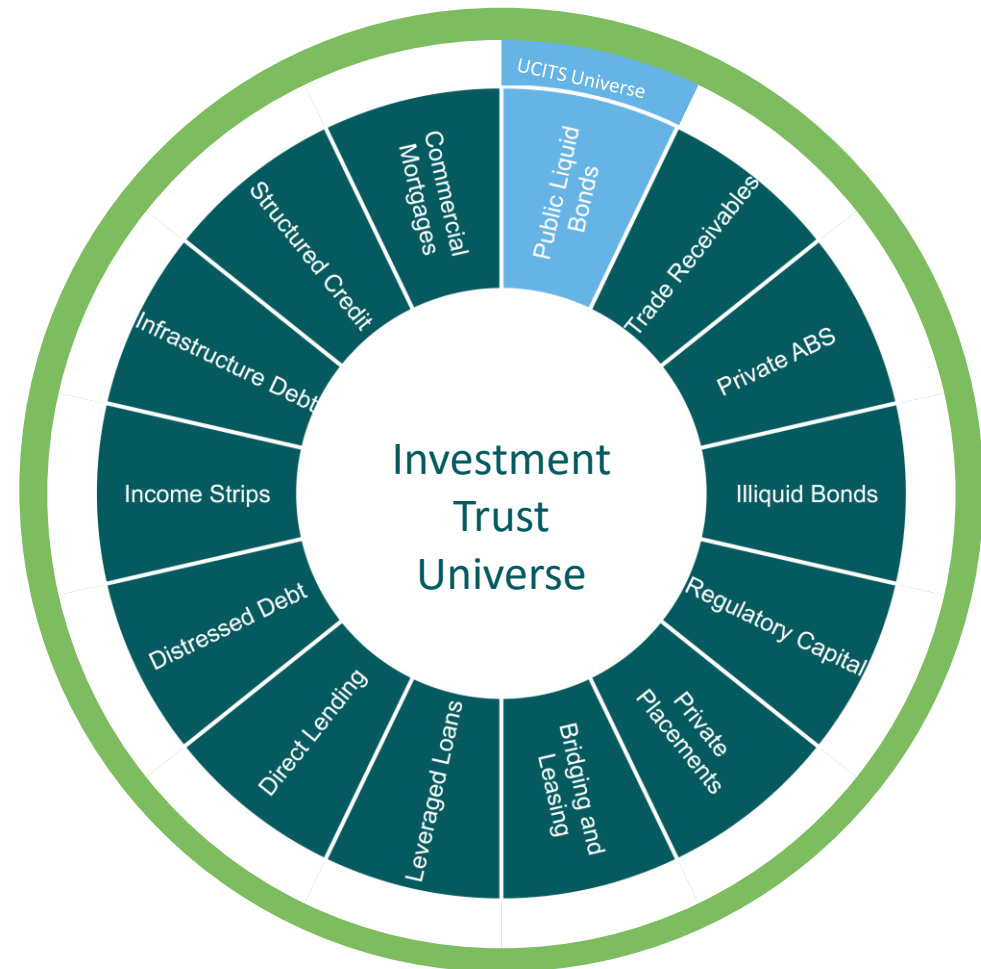 UCITS Universe
Public Liquid
Bonds
Trade Receivables
Private ABS
Illiquid Bonds
Regulatory Capital
Private
Placements
Bridging and
Leasing
Leveraged Loans
Direct Lending
Distressed Debt
Income Strips
Infrastructure Debt
Structured Credit
Commercial
Mortgages
Investment
Trust
Universe